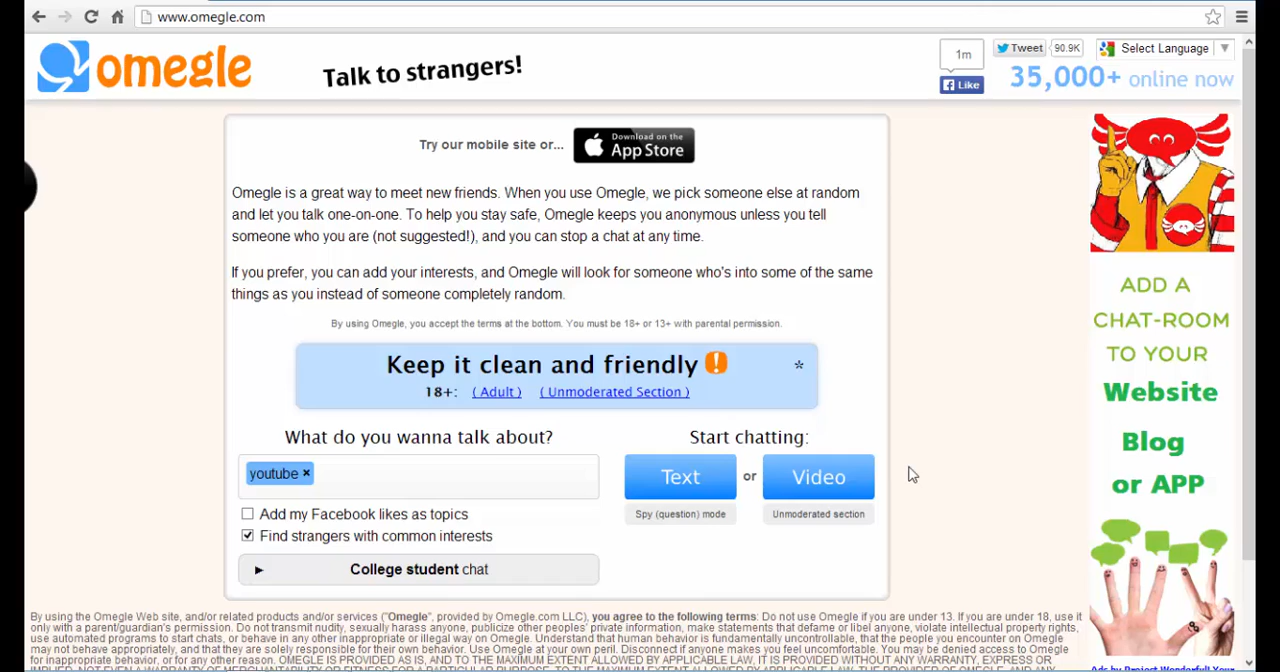 www.omegle.com
omegle
Talk to strangers!
1m
Like
Tweet
90.9K
Select Language
35,000+ online now
Try our mobile site or...
Download on the
App Store
Omegle is a great way to meet new friends. When you use Omegle, we pick someone else at random
and let you talk one-on-one. To help you stay safe, Omegle keeps you anonymous unless you tell
someone who you are (not suggested!), and you can stop a chat at any time.
If you prefer, you can add your interests, and Omegle will look for someone who's into some of the same
things as you instead of someone completely random.
By using Omegle, you accept the terms at the bottom. You must be 18+ or 13+ with parental permission.
Keep it clean and friendly ! *
18+: (Adult) (Unmoderated Section)
What do you wanna talk about?
youtube ×
Add my Facebook likes as topics
Find strangers with common interests
College student chat
Start chatting:
Text or Video
Spy (question) mode
Unmoderated section
ADD A
CHAT-ROOM
TO YOUR
Website
Blog
or APP
By using the Omegle Web site, and/or related products and/or services ("Omegle", provided by Omegle.com LLC), you agree to the following terms: Do not use Omegle if you are under 13. If you are under 18, use it
only with a parent/guardian's permission. Do not transmit nudity, sexually harass anyone, publicize other peoples' private information, make statements that defame or libel anyone, violate intellectual property rights,
use automated programs to start chats, or behave in any other inappropriate or illegal way on Omegle. Understand that human behavior is fundamentally uncontrollable, that the people you encounter on Omegle
may not behave appropriately, and that they are solely responsible for their own behavior. Use Omegle at your own peril. Disconnect if anyone makes you feel uncomfortable. You may be denied access to Omegle
for inappropriate behavior, or for any other reason. OMEGLE IS PROVIDED AS IS, AND TO THE MAXIMUM EXTENT ALLOWED BY APPLICABLE LAW, IT IS PROVIDED WITHOUT ANY WARRANTY, EXPRESS OR
Ads by Project Wonderful! Your